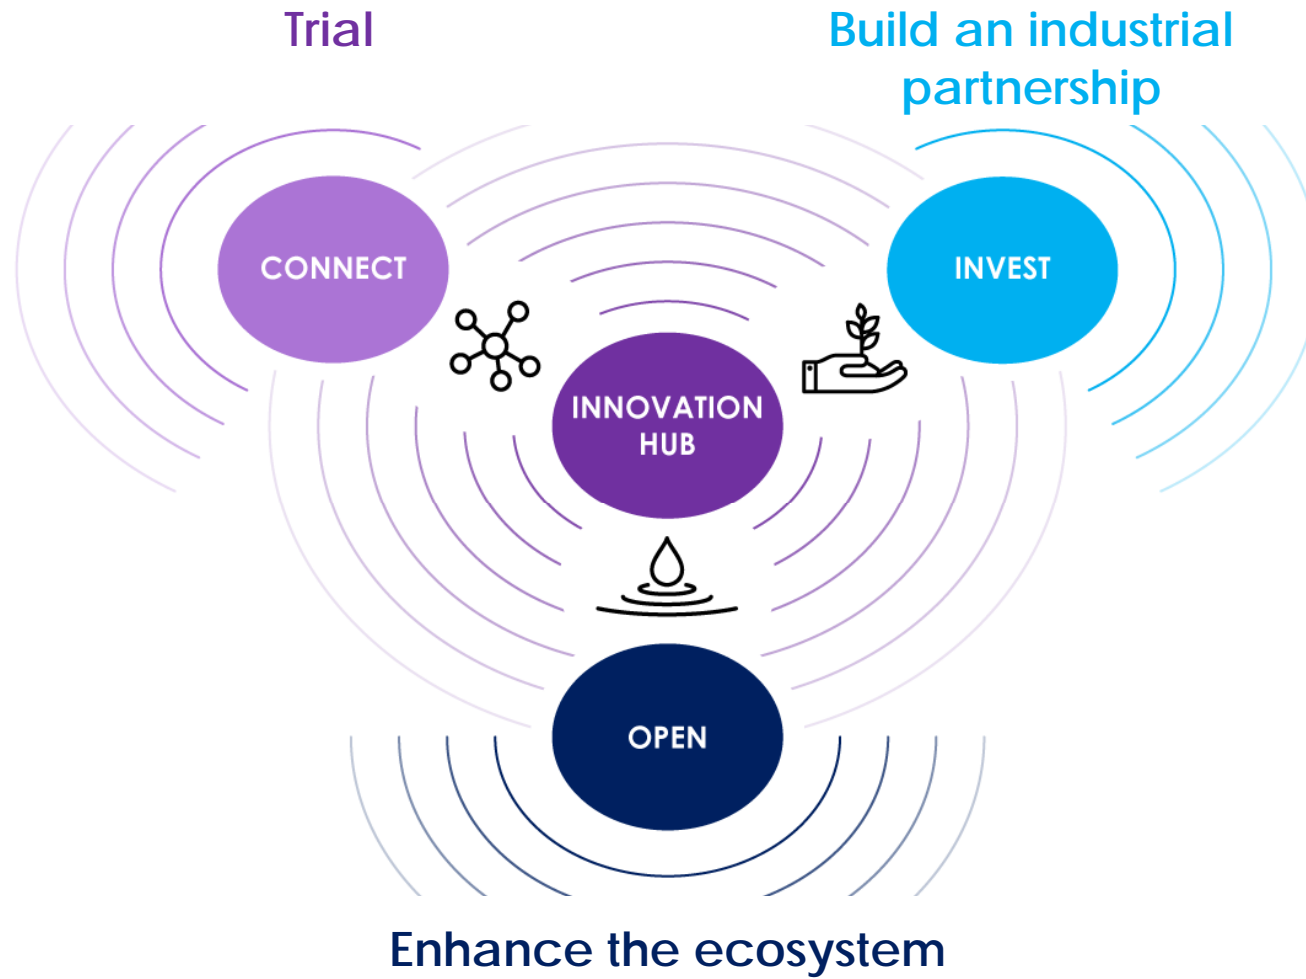 Trial
Build an industrial
partnership
CONNECT
INVEST
INNOVATION
HUB
OPEN
Enhance the ecosystem